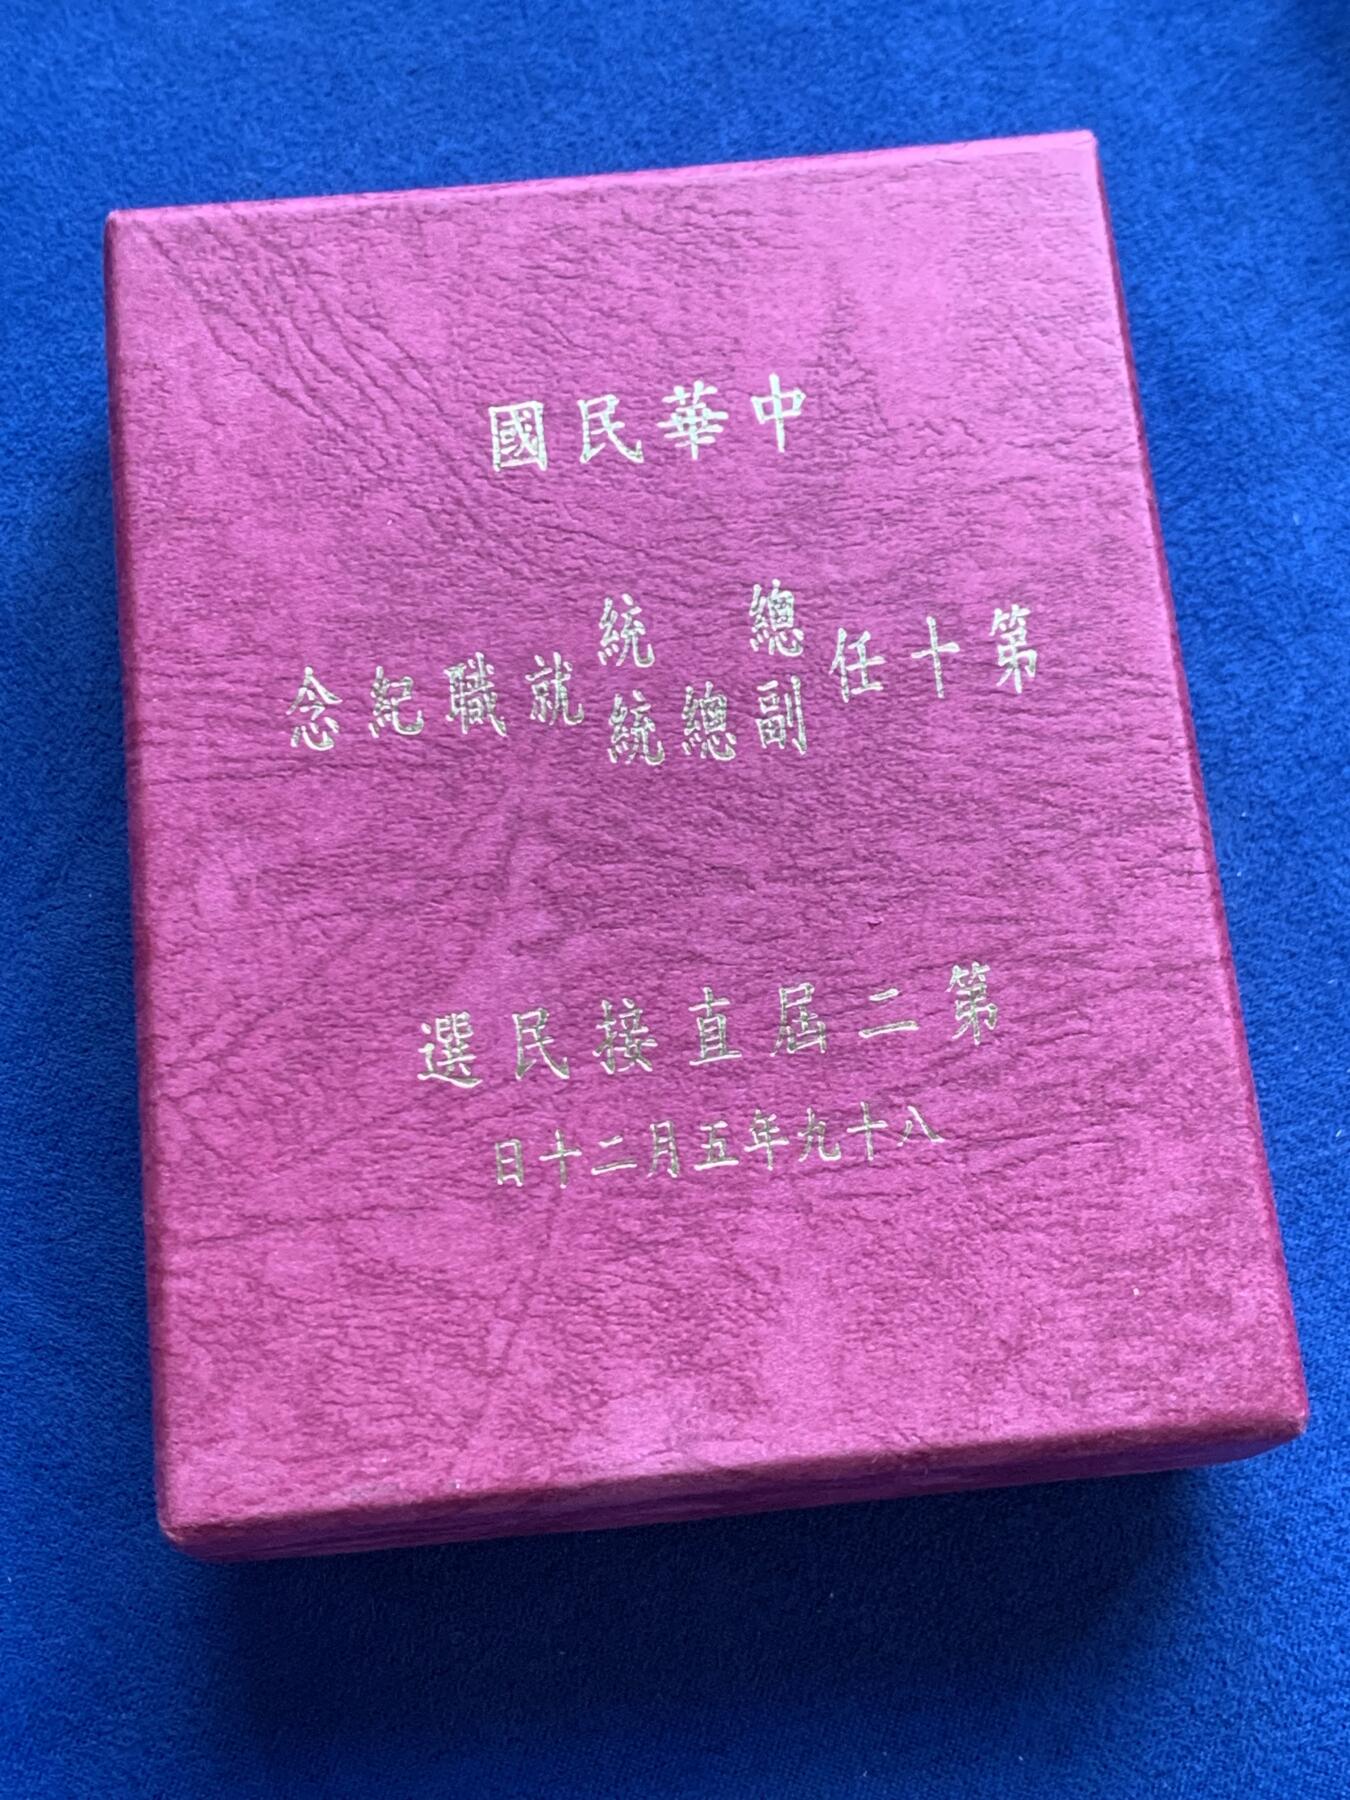 中華民國
第十任總統副總統就職紀念
第二屆直接民選
八十九年五月二十日